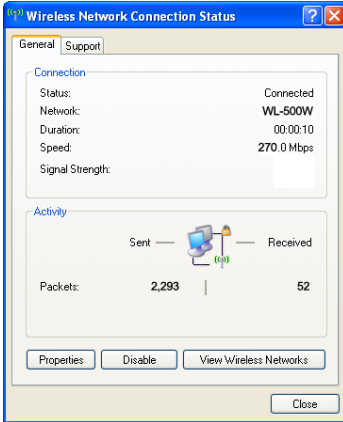 Wireless Network Connection Status
General Support
Connection
Status: Connected
Network: WL-500W
Duration: 00:00:10
Speed: 270.0 Mbps
Signal Strength:
Activity
Sent Received
Packets: 2,293 52
Properties Disable View Wireless Networks
Close